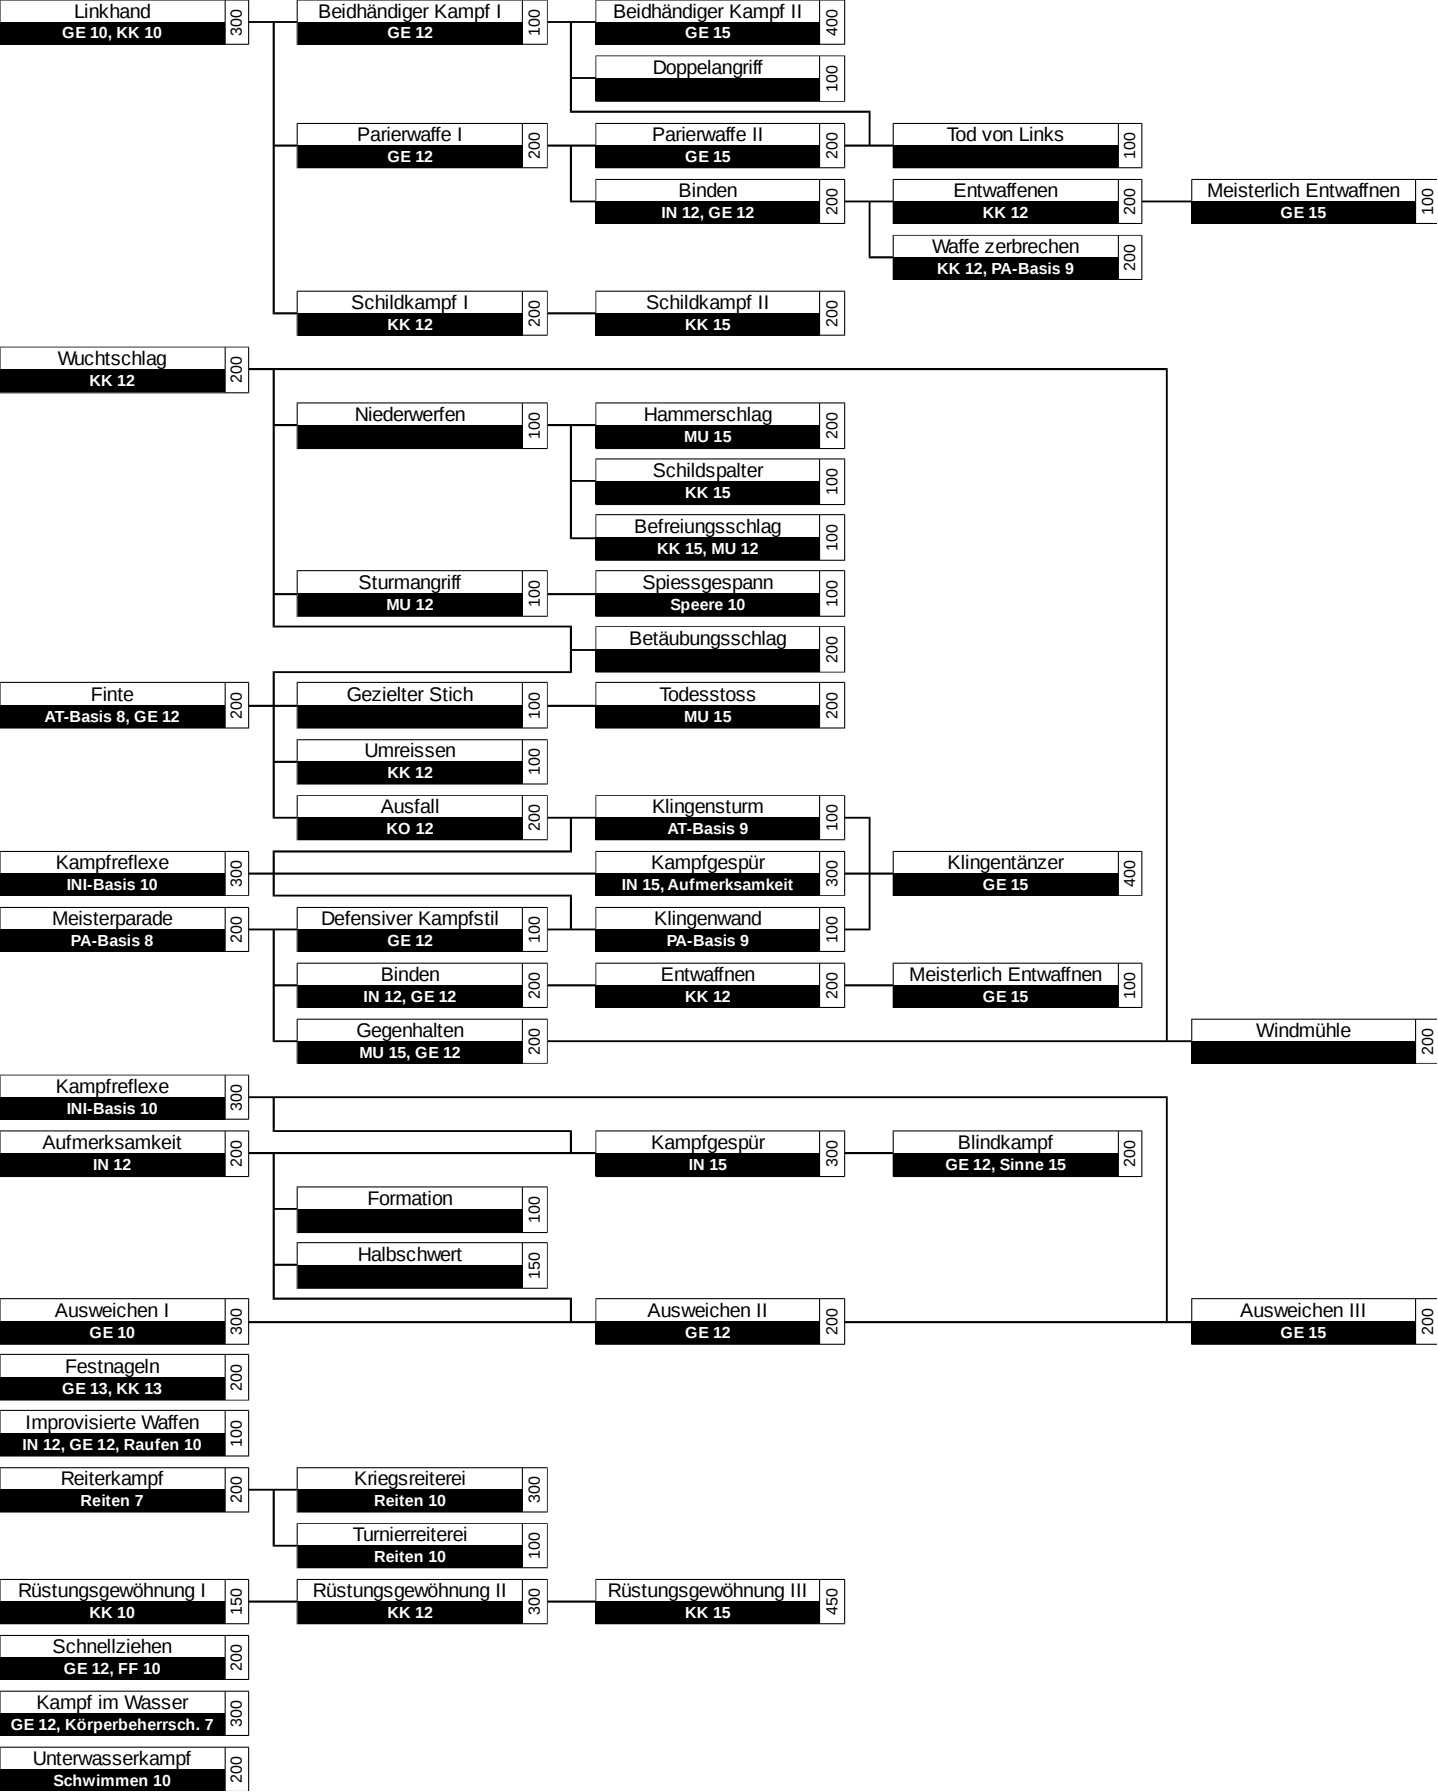 Linkhand
300
GE 10, KK 10
Beidhändiger Kampf I
100
GE 12
Beidhändiger Kampf II
400
GE 15
Doppelangriff
100
Parierwaffe I
200
GE 12
Parierwaffe II
200
GE 15
Tod von Links
100
Binden
200
IN 12, GE 12
Entwaffenen
200
KK 12
Meisterlich Entwaffnen
100
GE 15
Waffe zerbrechen
200
KK 12, PA-Basis 9
Schildkampf I
200
KK 12
Schildkampf II
200
KK 15
Wuchtschlag
200
KK 12
Niederwerfen
100
Hammerschlag
200
MU 15
Schildspalter
100
KK 15
Befreiungsschlag
100
KK 15, MU 12
Sturmangriff
100
MU 12
Spiessgespann
100
Speere 10
Betäubungsschlag
200
Finte
200
AT-Basis 8, GE 12
Gezielter Stich
100
Todesstoss
200
MU 15
Umreissen
100
KK 12
Ausfall
200
KO 12
Klingensturm
100
AT-Basis 9
Kampfreflexe
300
INI-Basis 10
Kampfgespür
300
IN 15, Aufmerksamkeit
Klingentänzer
400
GE 15
Meisterparade
200
PA-Basis 8
Defensiver Kampfstil
100
GE 12
Klingenwand
100
PA-Basis 9
Binden
200
IN 12, GE 12
Entwaffnen
200
KK 12
Meisterlich Entwaffnen
100
GE 15
Gegenhalten
200
MU 15, GE 12
Windmühle
200
Kampfreflexe
300
INI-Basis 10
Aufmerksamkeit
200
IN 12
Kampfgespür
300
IN 15
Blindkampf
200
GE 12, Sinne 15
Formation
100
Halbschwert
150
Ausweichen I
300
GE 10
Ausweichen II
200
GE 12
Ausweichen III
200
GE 15
Festnageln
200
GE 13, KK 13
Improvisierte Waffen
100
IN 12, GE 12, Raufen 10
Reiterkampf
200
Reiten 7
Kriegsreiterei
300
Reiten 10
Turnierreiterei
100
Reiten 10
Rüstungsgewöhnung I
150
KK 10
Rüstungsgewöhnung II
300
KK 12
Rüstungsgewöhnung III
450
KK 15
Schnellziehen
200
GE 12, FF 10
Kampf im Wasser
300
GE 12, Körperbeherrsch. 7
Unterwasserkampf
200
Schwimmen 10